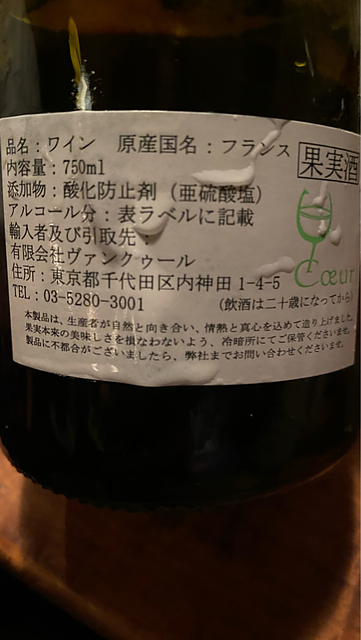 品名：ワイン　原産国名：フランス
果実酒
内容量：750ml
添加物：酸化防止剤（亜硫酸塩）
アルコール分：表ラベルに記載
輸入者及び引取先：
有限会社ヴァンクゥール
住所：東京都千代田区内神田 1-4-5
TEL：03-5280-3001
Cœur
（飲酒は二十歳になってから）
本製品は、生産者が自然と向き合い、情熱と真心を込めて造り上げました。
果実本来の美味しさを損なわないよう、冷暗所にてご保管くださいませ。
製品に不都合がございましたら、弊社までお問い合わせくださいませ。